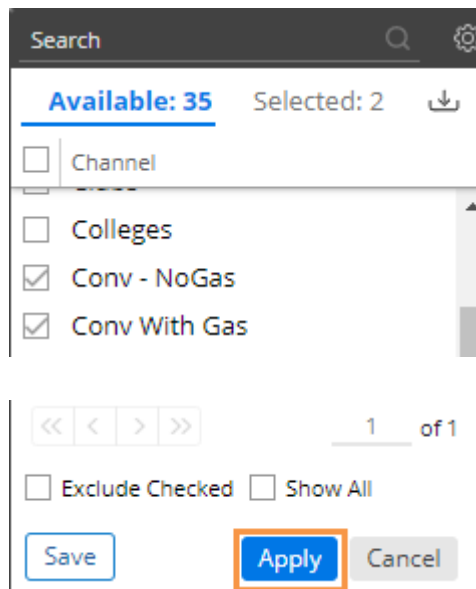 Search
Available: 35 Selected: 2
Channel
Colleges
Conv - NoGas
Conv With Gas
<< < > >> 1 of 1
Exclude Checked Show All
Save Apply Cancel